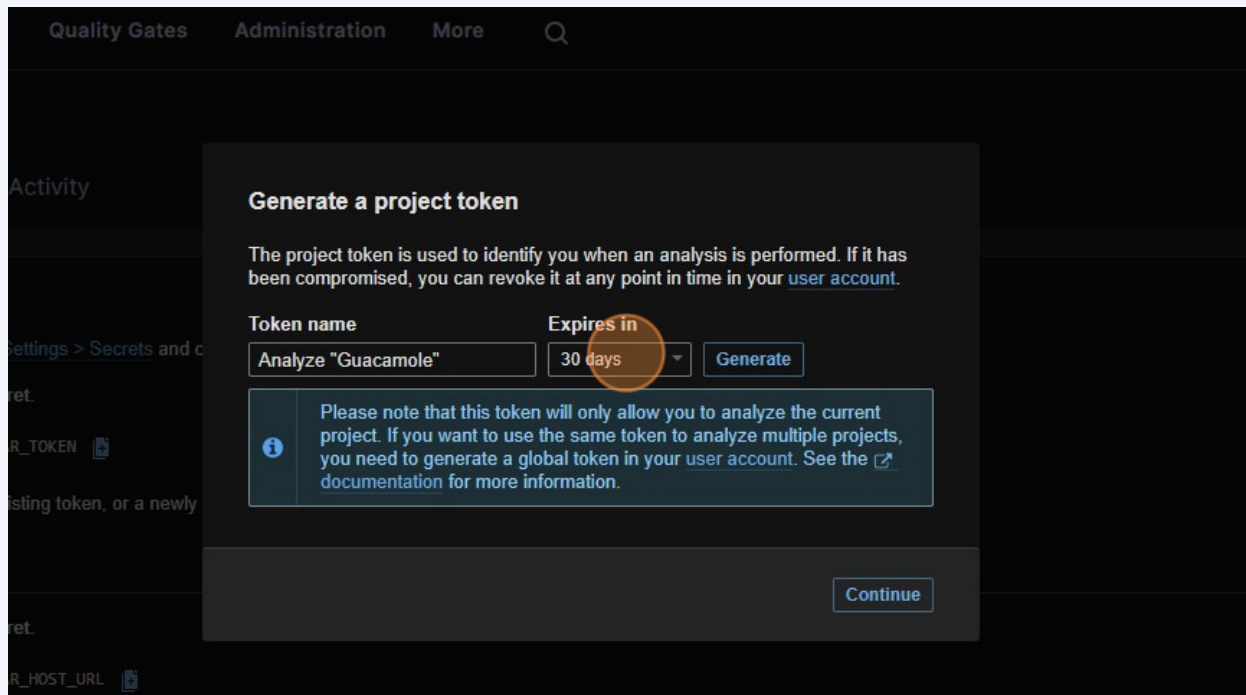 Quality Gates Administration More
Activity
Generate a project token
The project token is used to identify you when an analysis is performed. If it has
been compromised, you can revoke it at any point in time in your user account.
Token name Expires in
Settings > Secrets and
Analyze "Guacamole" 30 days Generate
Please note that this token will only allow you to analyze the current
project. If you want to use the same token to analyze multiple projects,
you need to generate a global token in your user account. See the
documentation for more information.
ret.
R_TOKEN
isting token, or a newly
Continue
ret.
R_HOST_URL